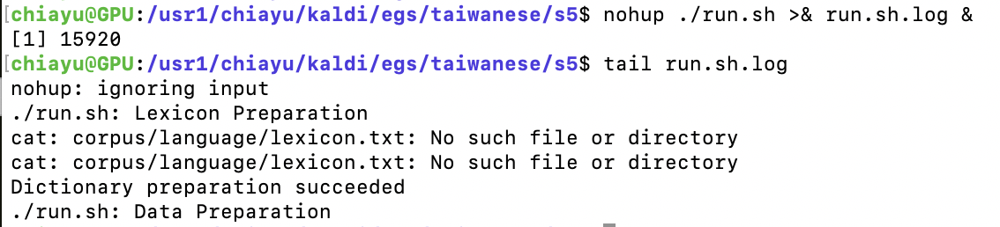 [chiayu@GPU:/usr1/chiayu/kaldi/egs/taiwanese/s5$ nohup ./run.sh >& run.sh.log &
[1] 15920
[chiayu@GPU:/usr1/chiayu/kaldi/egs/taiwanese/s5$ tail run.sh.log
nohup: ignoring input
./run.sh: Lexicon Preparation
cat: corpus/language/lexicon.txt: No such file or directory
cat: corpus/language/lexicon.txt: No such file or directory
Dictionary preparation succeeded
./run.sh: Data Preparation